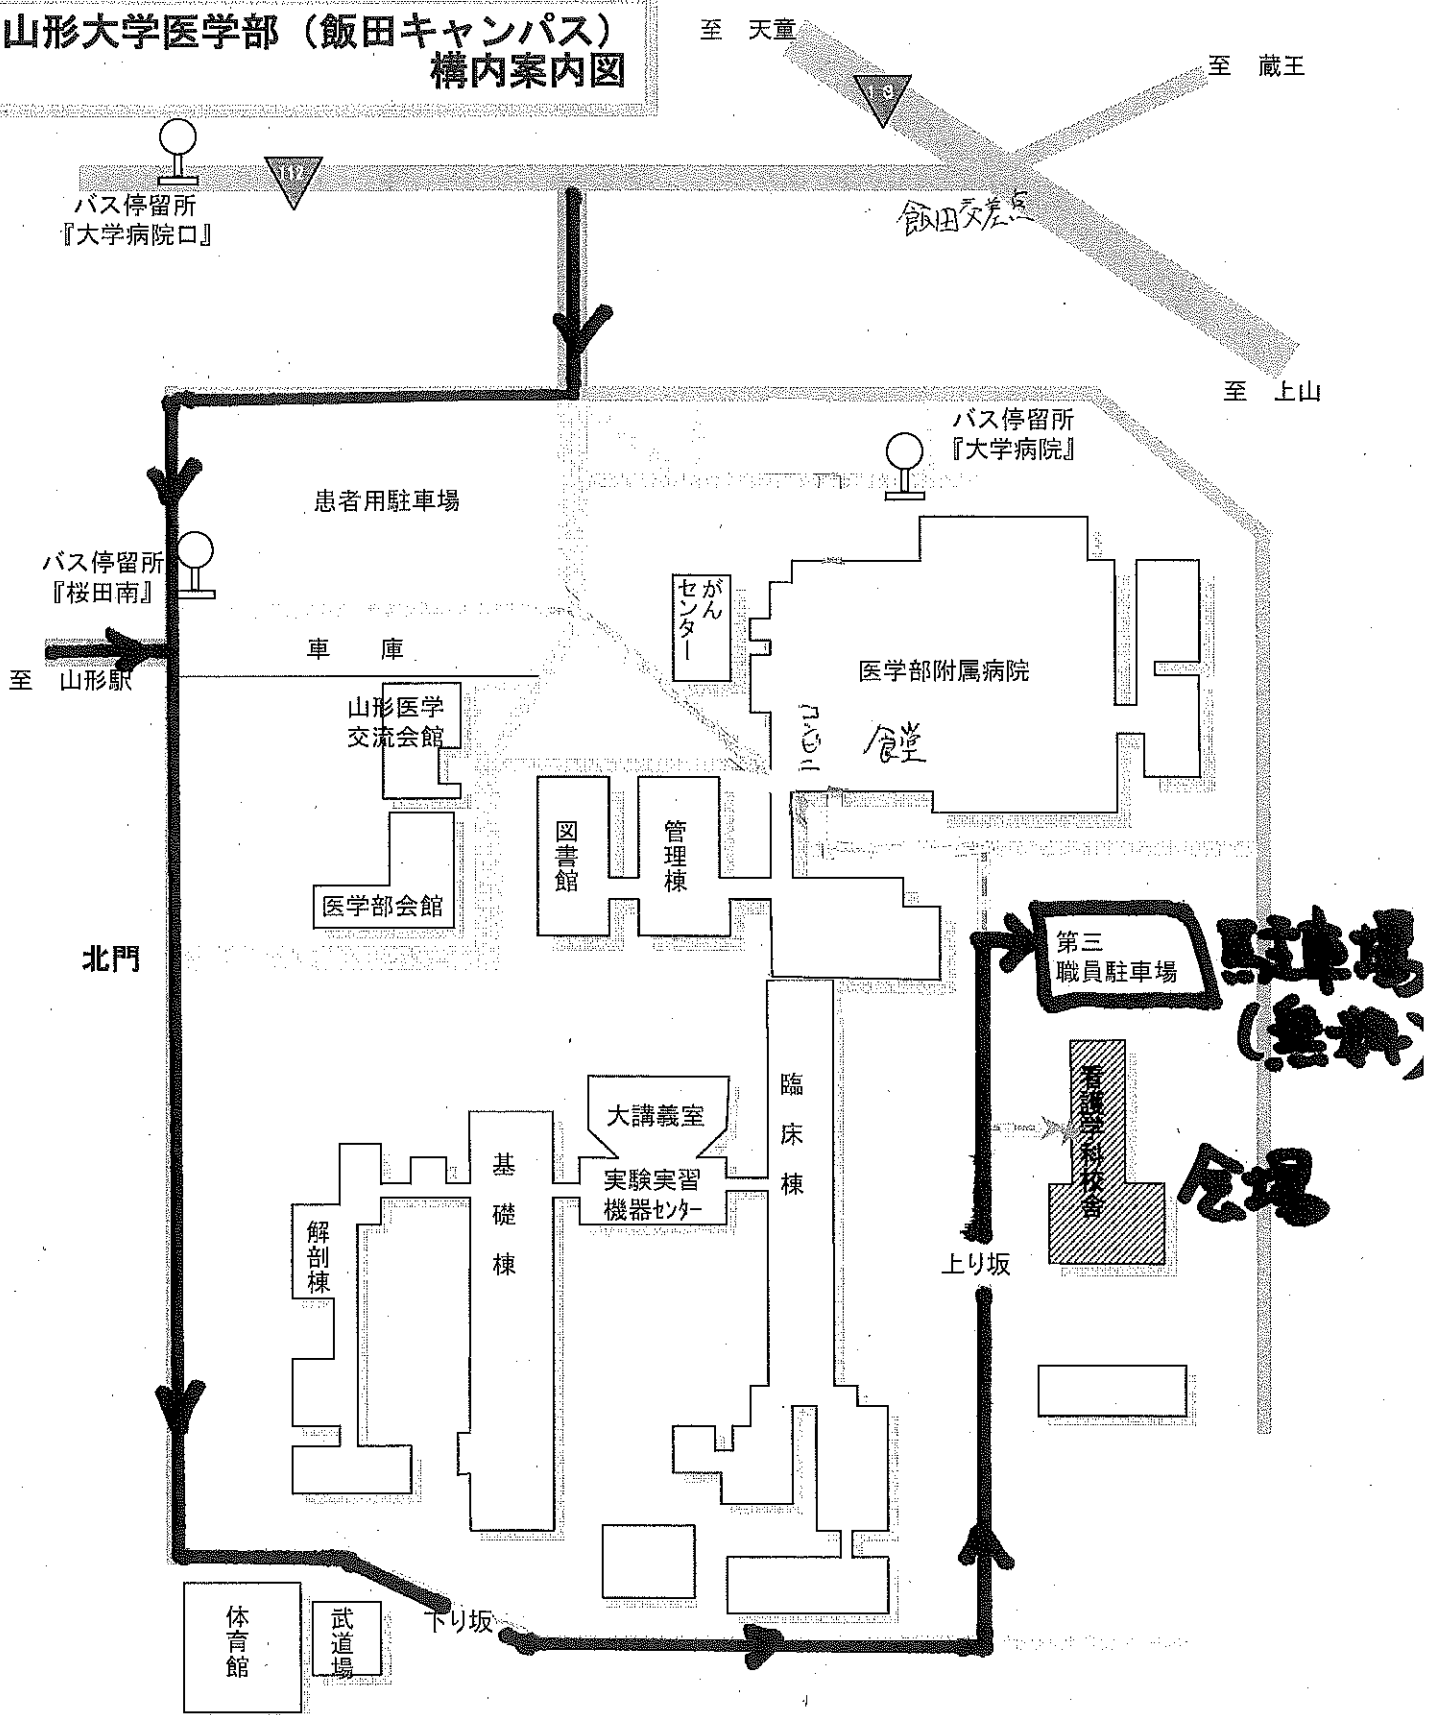 山形大学医学部(飯田キャンパス)
構内案内図
至 天童
至 蔵王
13
112
バス停留所
『大学病院口』
飯田交差点
至 上山
バス停留所
『大学病院』
患者用駐車場
バス停留所
『桜田南』
がん
センター
車 庫
至 山形駅
医学部附属病院
山形医学
交流会館
食堂
図書館
管理棟
医学部会館
北門
第三
職員駐車場
駐車場
(無料)
看護学科校舎
会場
臨床棟
大講義室
実験実習
機器センター
基礎棟
解剖棟
上り坂
下り坂
体育館
武道場